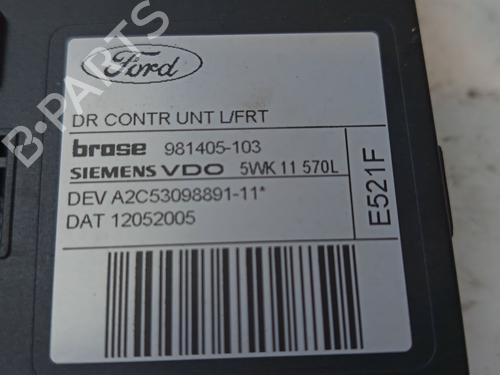 Ford
DR CONTR UNT L/FRT
brose 981405-103
SIEMENS VDO 5WK 11 570L
DEV A2C53098891-11*
DAT 12052005
E521F
B-PARTS